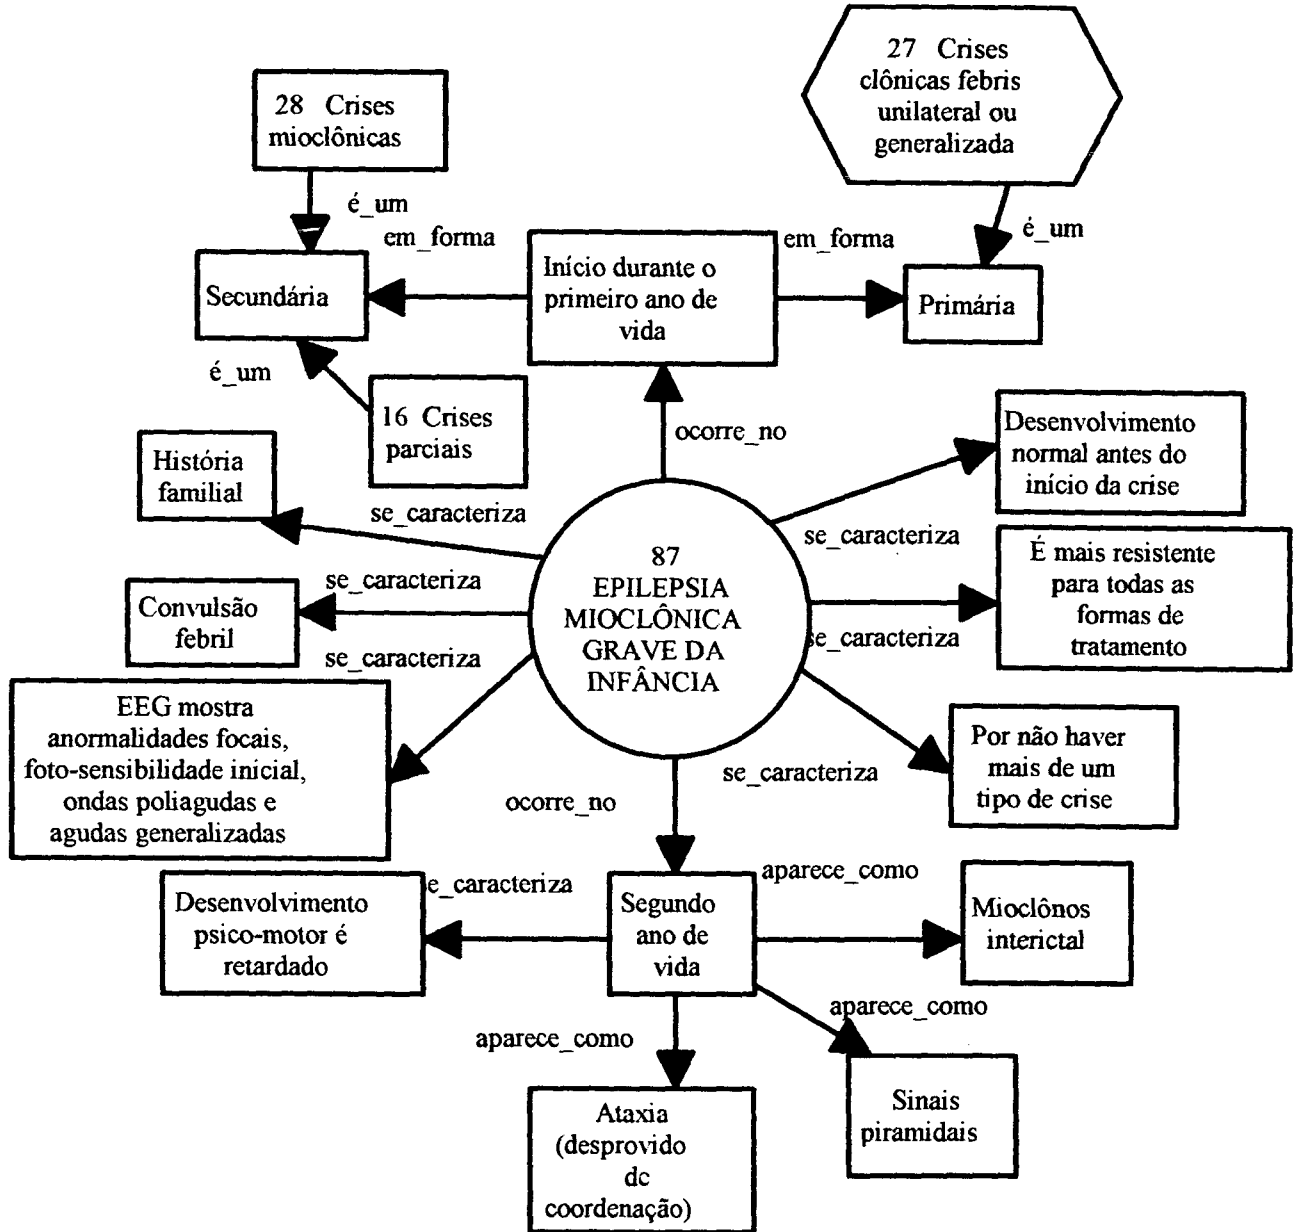 27 Crises
clônicas febris
unilateral ou
generalizada
28 Crises
mioclônicas
é_um
em_forma
em_forma
é_um
Secundária
Início durante o
primeiro ano de
vida
Primária
é_um
16 Crises
parciais
ocorre_no
Desenvolvimento
normal antes do
início da crise
História
familial
se_caracteriza
se_caracteriza
87
EPILEPSIA
MIOCLÔNICA
GRAVE DA
INFÂNCIA
É mais resistente
para todas as
formas de
tratamento
se_caracteriza
Convulsão
febril
se_caracteriza
se_caracteriza
EEG mostra
anormalidades focais,
foto-sensibilidade inicial,
ondas poliagudas e
agudas generalizadas
Por não haver
mais de um
tipo de crise
se_caracteriza
ocorre_no
aparece_como
se_caracteriza
Desenvolvimento
psico-motor é
retardado
Segundo
ano de
vida
Mioclônos
interictal
aparece_como
aparece_como
Ataxia
(desprovido
de
coordenação)
Sinais
piramidais